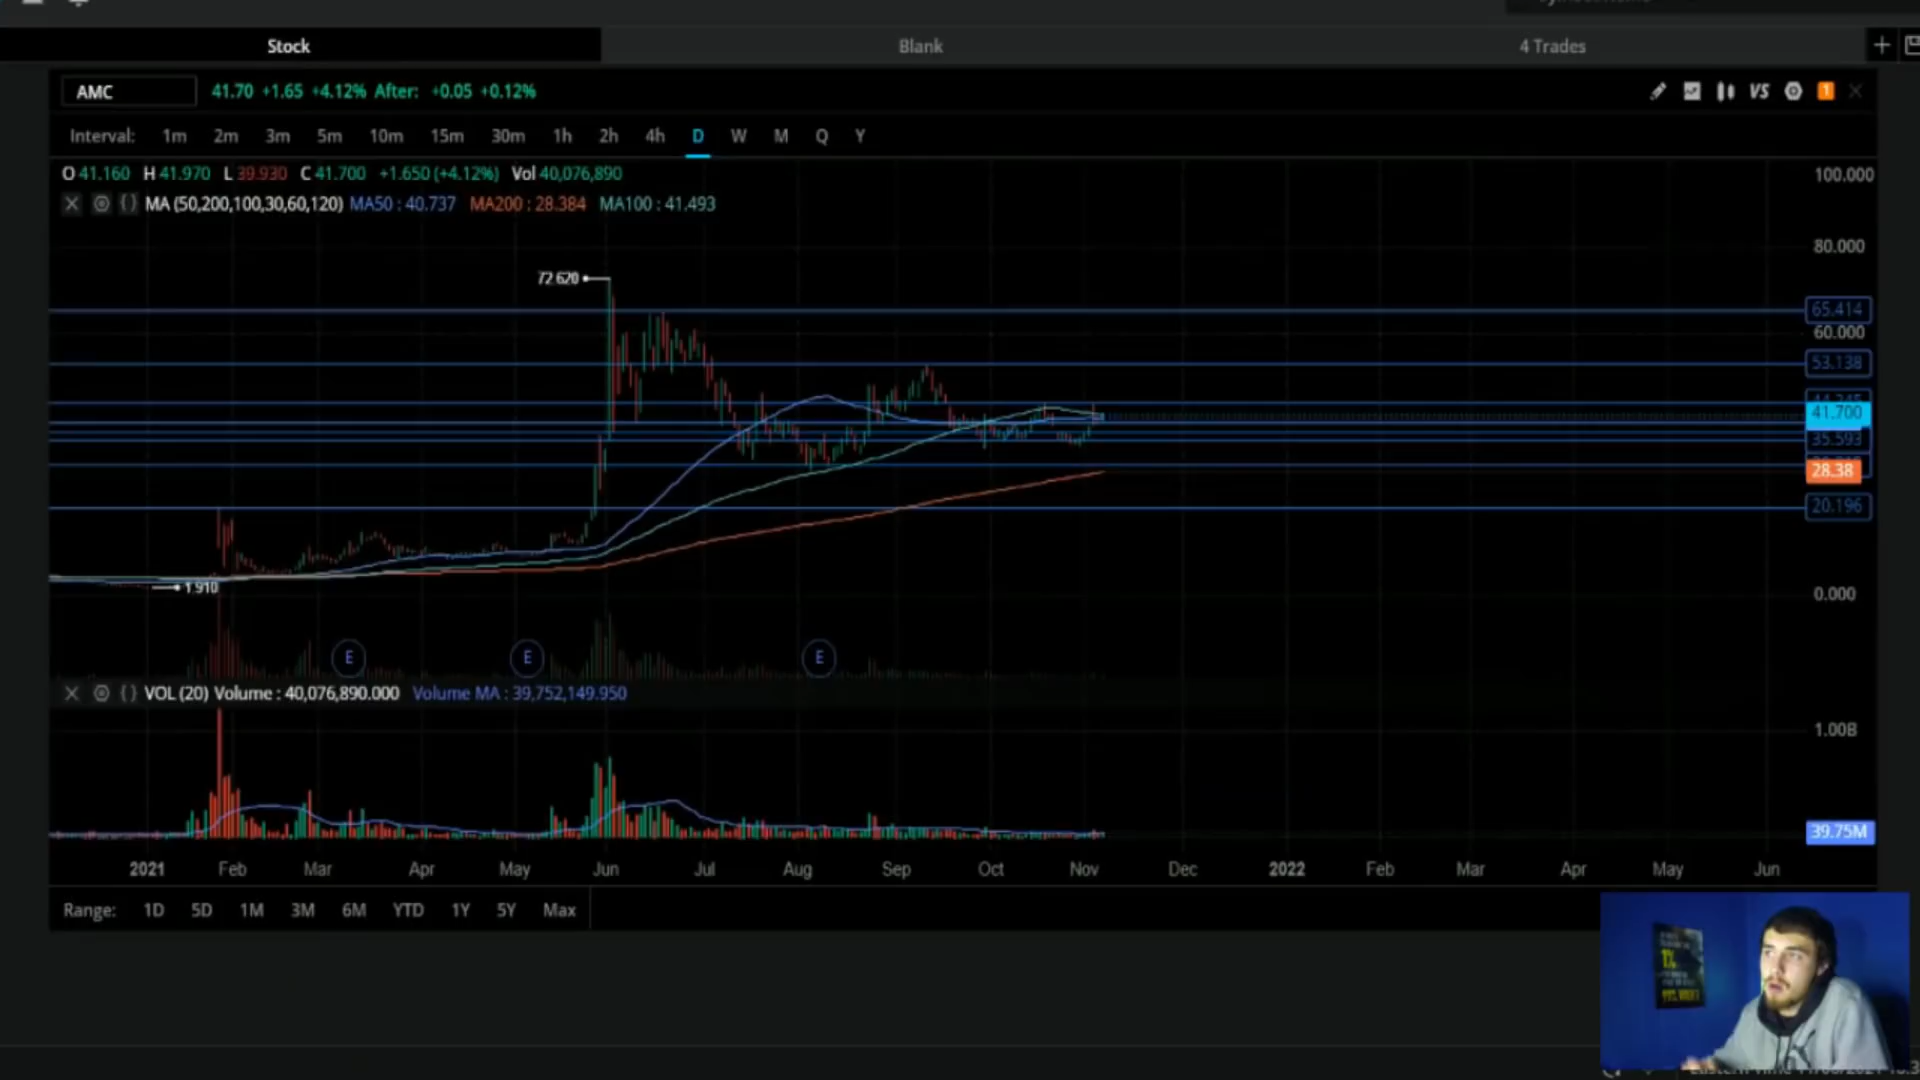 Stock Blank 4 Trades
AMC 41.70 +1.65 +4.12% After: +0.05 +0.12% VS 1
Interval: 1m 2m 3m 5m 10m 15m 30m 1h 2h 4h D W M Q Y
O 41.160 H 41.970 L 39.930 C 41.700 +1.650 (+4.12%) Vol 40,076,890
MA (50,200,100,30,60,120) MA50 : 40.737 MA200 : 28.384 MA100 : 41.493
100.000
80.000
72.620
65.414
60.000
53.138
41.700
35.593
28.38
20.196
1.910
0.000
E E E
VOL (20) Volume : 40,076,890.000 Volume MA : 39,752,149.950
1.00B
39.75M
2021 Feb Mar Apr May Jun Jul Aug Sep Oct Nov Dec 2022 Feb Mar Apr May Jun
Range: 1D 5D 1M 3M 6M YTD 1Y 5Y Max
1%